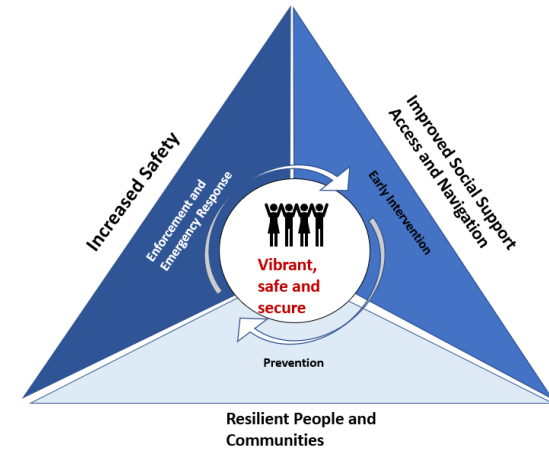 Increased Safety
Enforcement and
Emergency Response
Improved Social Support
Access and Navigation
Early Intervention
Vibrant,
safe and
secure
Prevention
Resilient People and
Communities